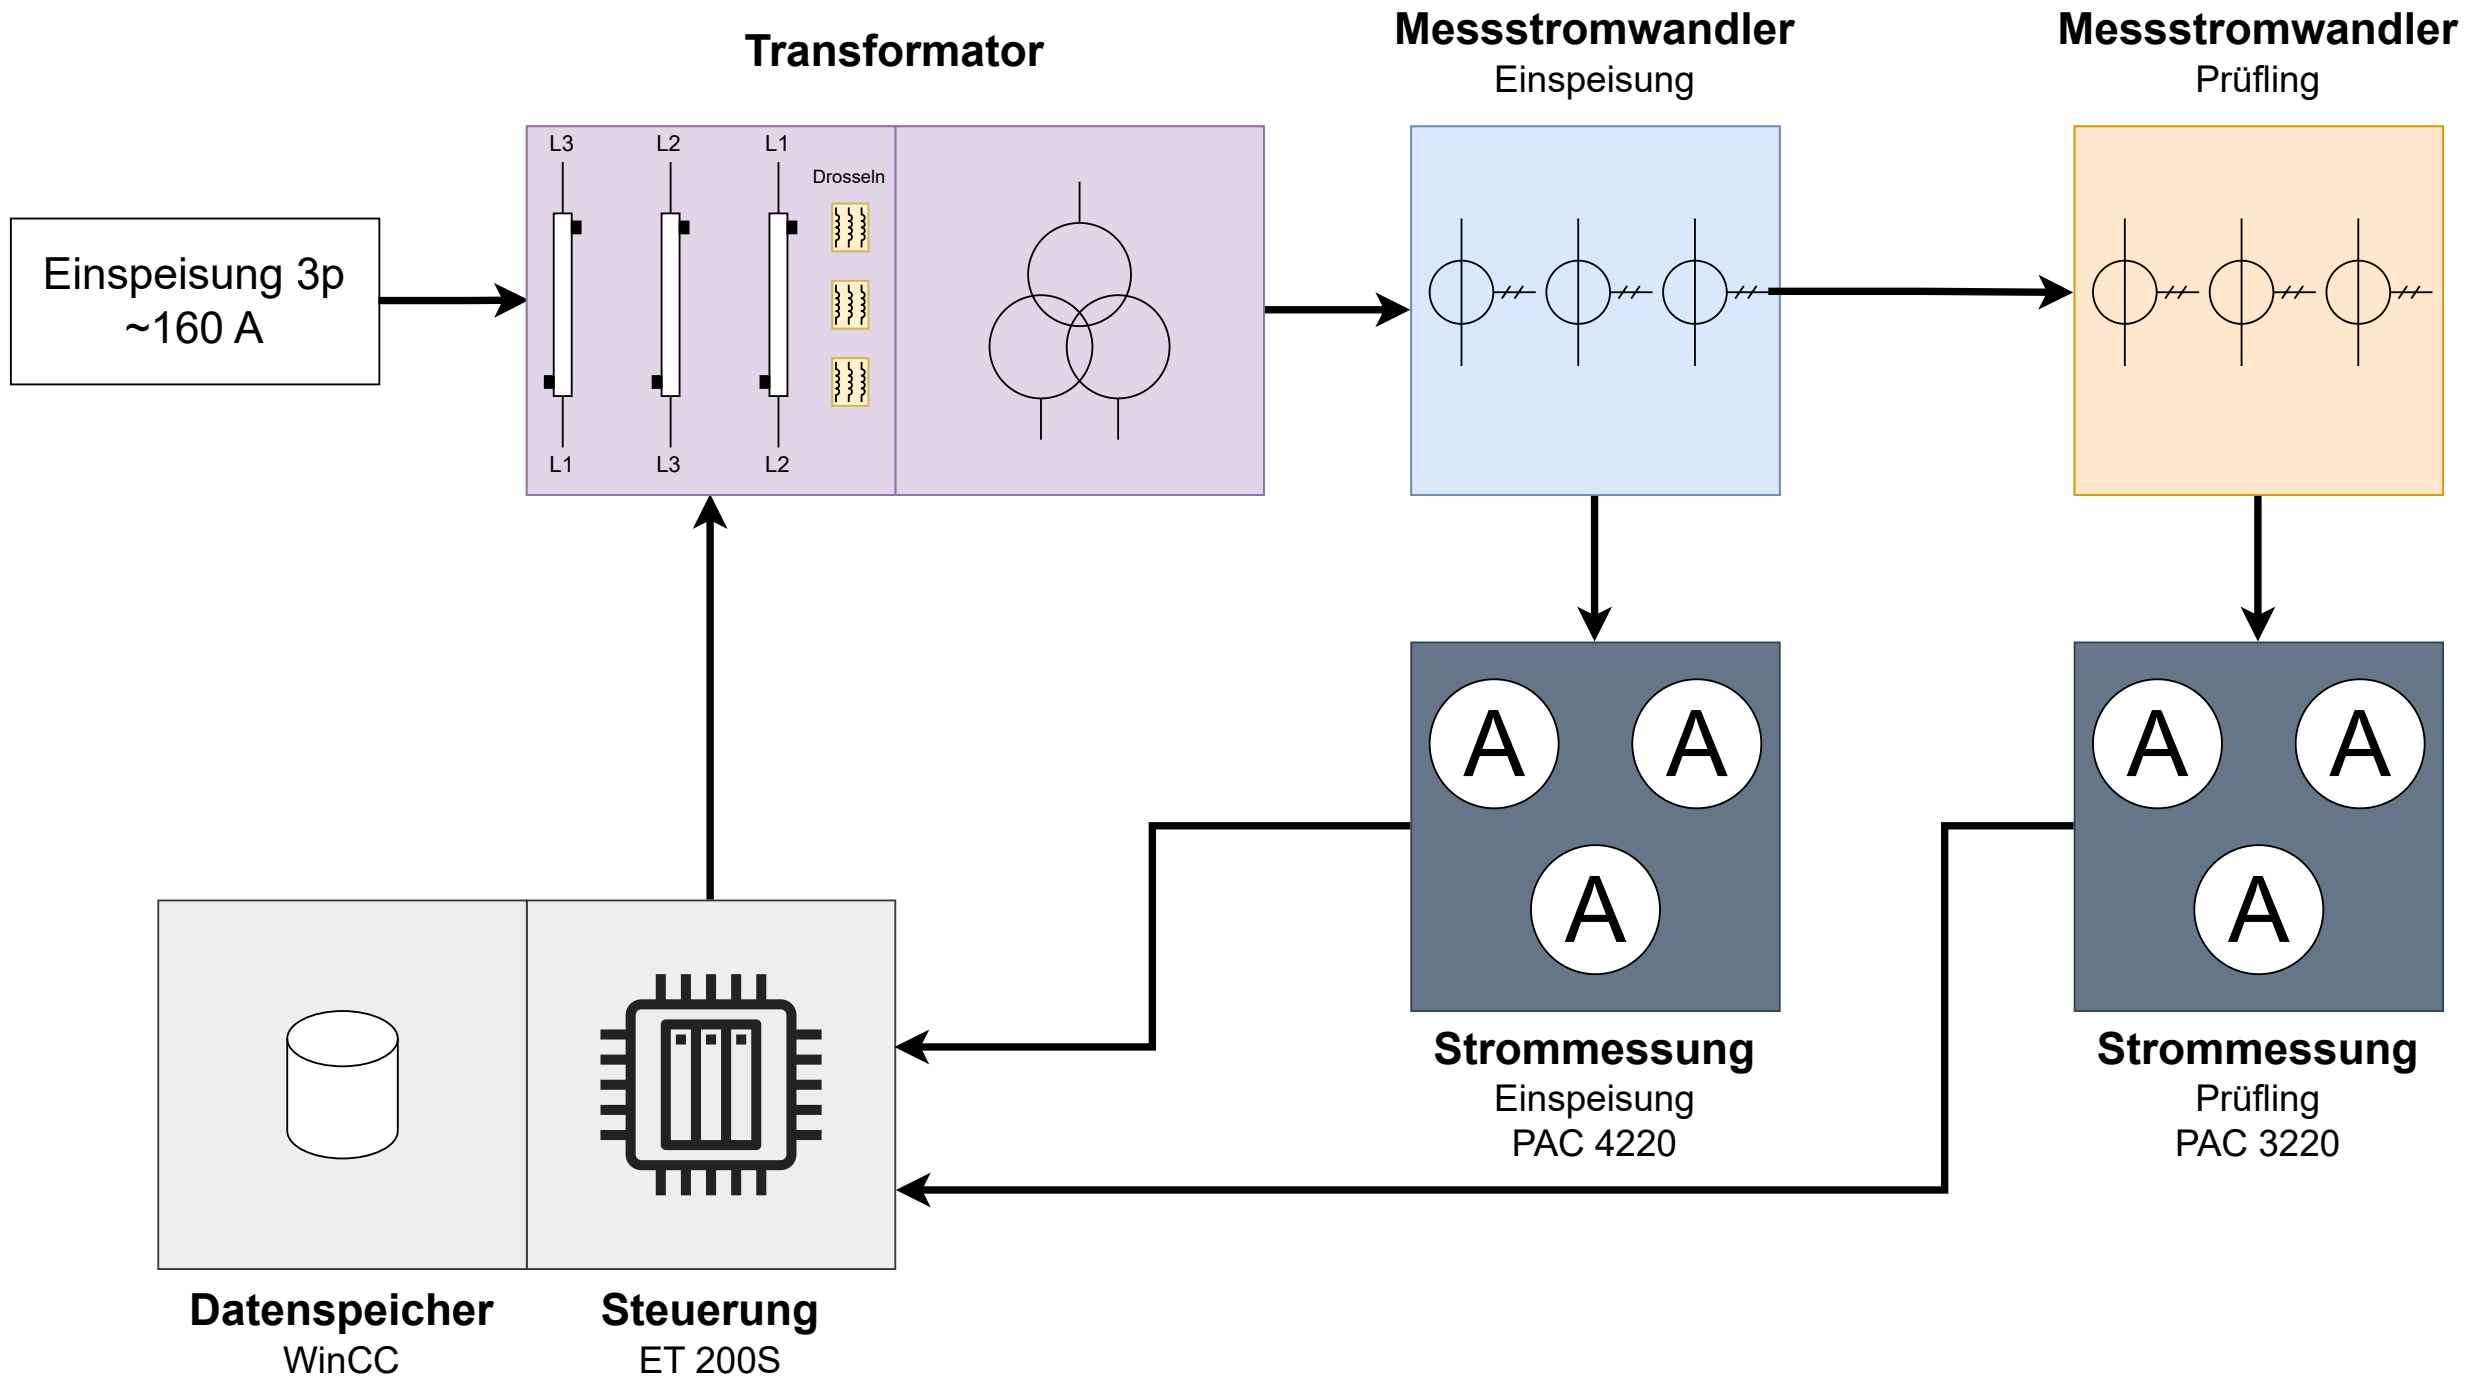 Transformator
Messstromwandler
Einspeisung
Messstromwandler
Prüfling
L3
L2
L1
Drosseln
Einspeisung 3p
~160 A
L1
L3
L2
A
A
A
A
A
A
Strommessung
Einspeisung
PAC 4220
Strommessung
Prüfling
PAC 3220
Datenspeicher
WinCC
Steuerung
ET 200S